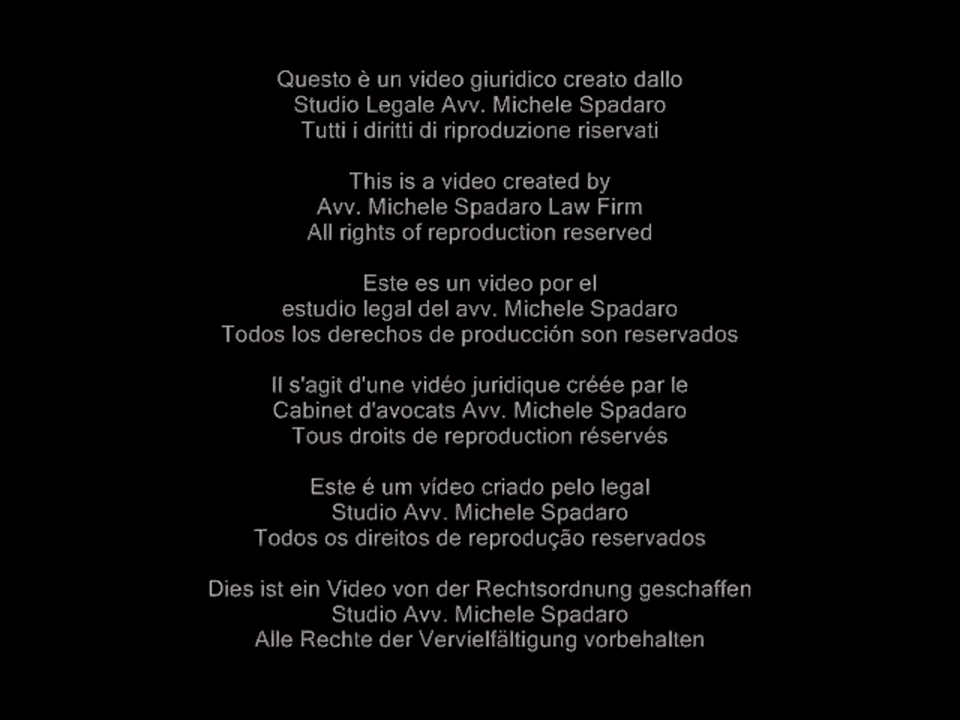 Questo è un video giuridico creato dallo
Studio Legale Avv. Michele Spadaro
Tutti i diritti di riproduzione riservati
This is a video created by
Avv. Michele Spadaro Law Firm
All rights of reproduction reserved
Este es un video por el
estudio legal del avv. Michele Spadaro
Todos los derechos de producción son reservados
Il s'agit d'une vidéo juridique créée par le
Cabinet d'avocats Avv. Michele Spadaro
Tous droits de reproduction réservés
Este é um vídeo criado pelo legal
Studio Avv. Michele Spadaro
Todos os direitos de reprodução reservados
Dies ist ein Video von der Rechtsordnung geschaffen
Studio Avv. Michele Spadaro
Alle Rechte der Vervielfältigung vorbehalten